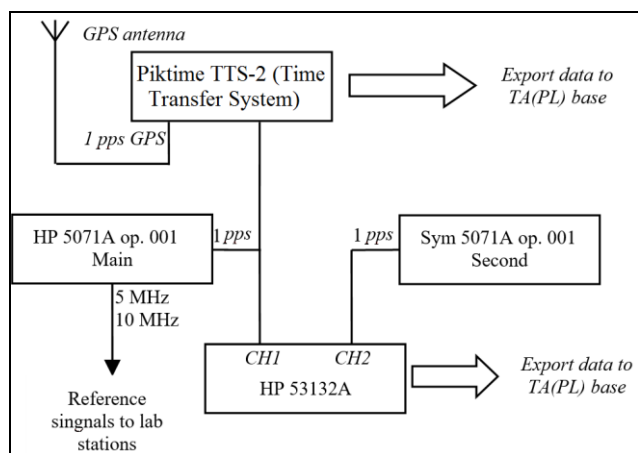 GPS antenna
Piktime TTS-2 (Time
Transfer System)
Export data to
TA(PL) base
1 pps GPS
HP 5071A op. 001
Main
1 pps
1 pps
Sym 5071A op. 001
Second
5 MHz
10 MHz
CH1
CH2
HP 53132A
Export data to
TA(PL) base
Reference
singnals to lab
stations